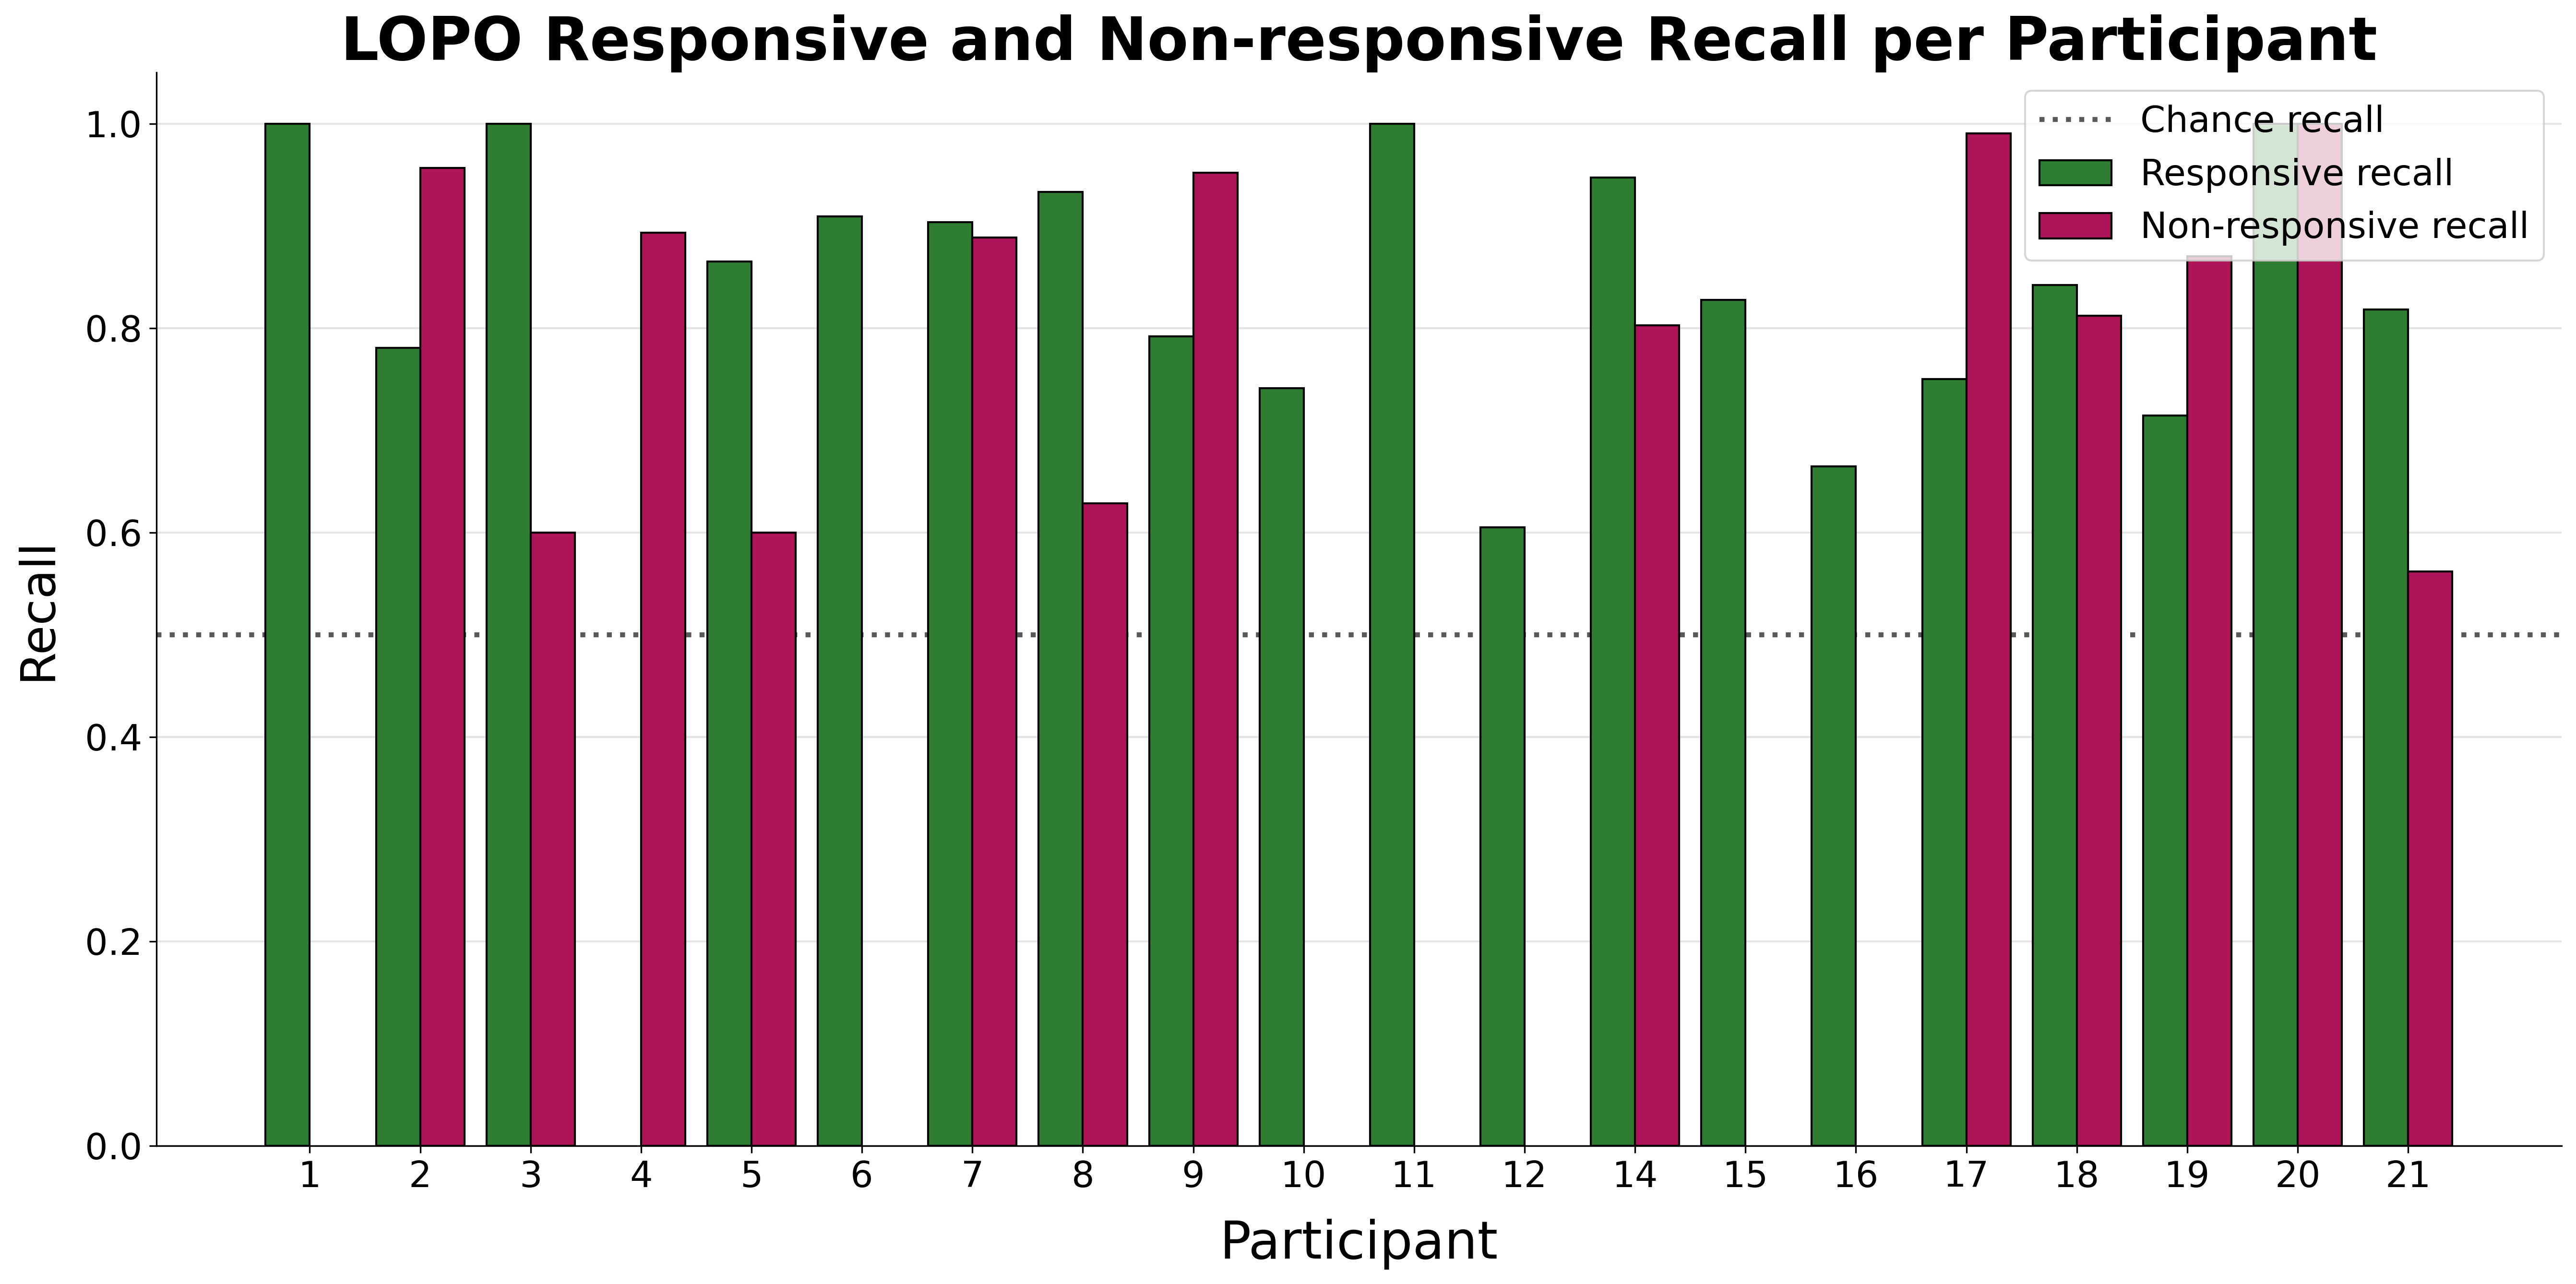 LOPO Responsive and Non-responsive Recall per Participant
Chance recall
Responsive recall
Non-responsive recall
Recall
1.0
0.8
0.6
0.4
0.2
0.0
1 2 3 4 5 6 7 8 9 10 11 12 14 15 16 17 18 19 20 21
Participant